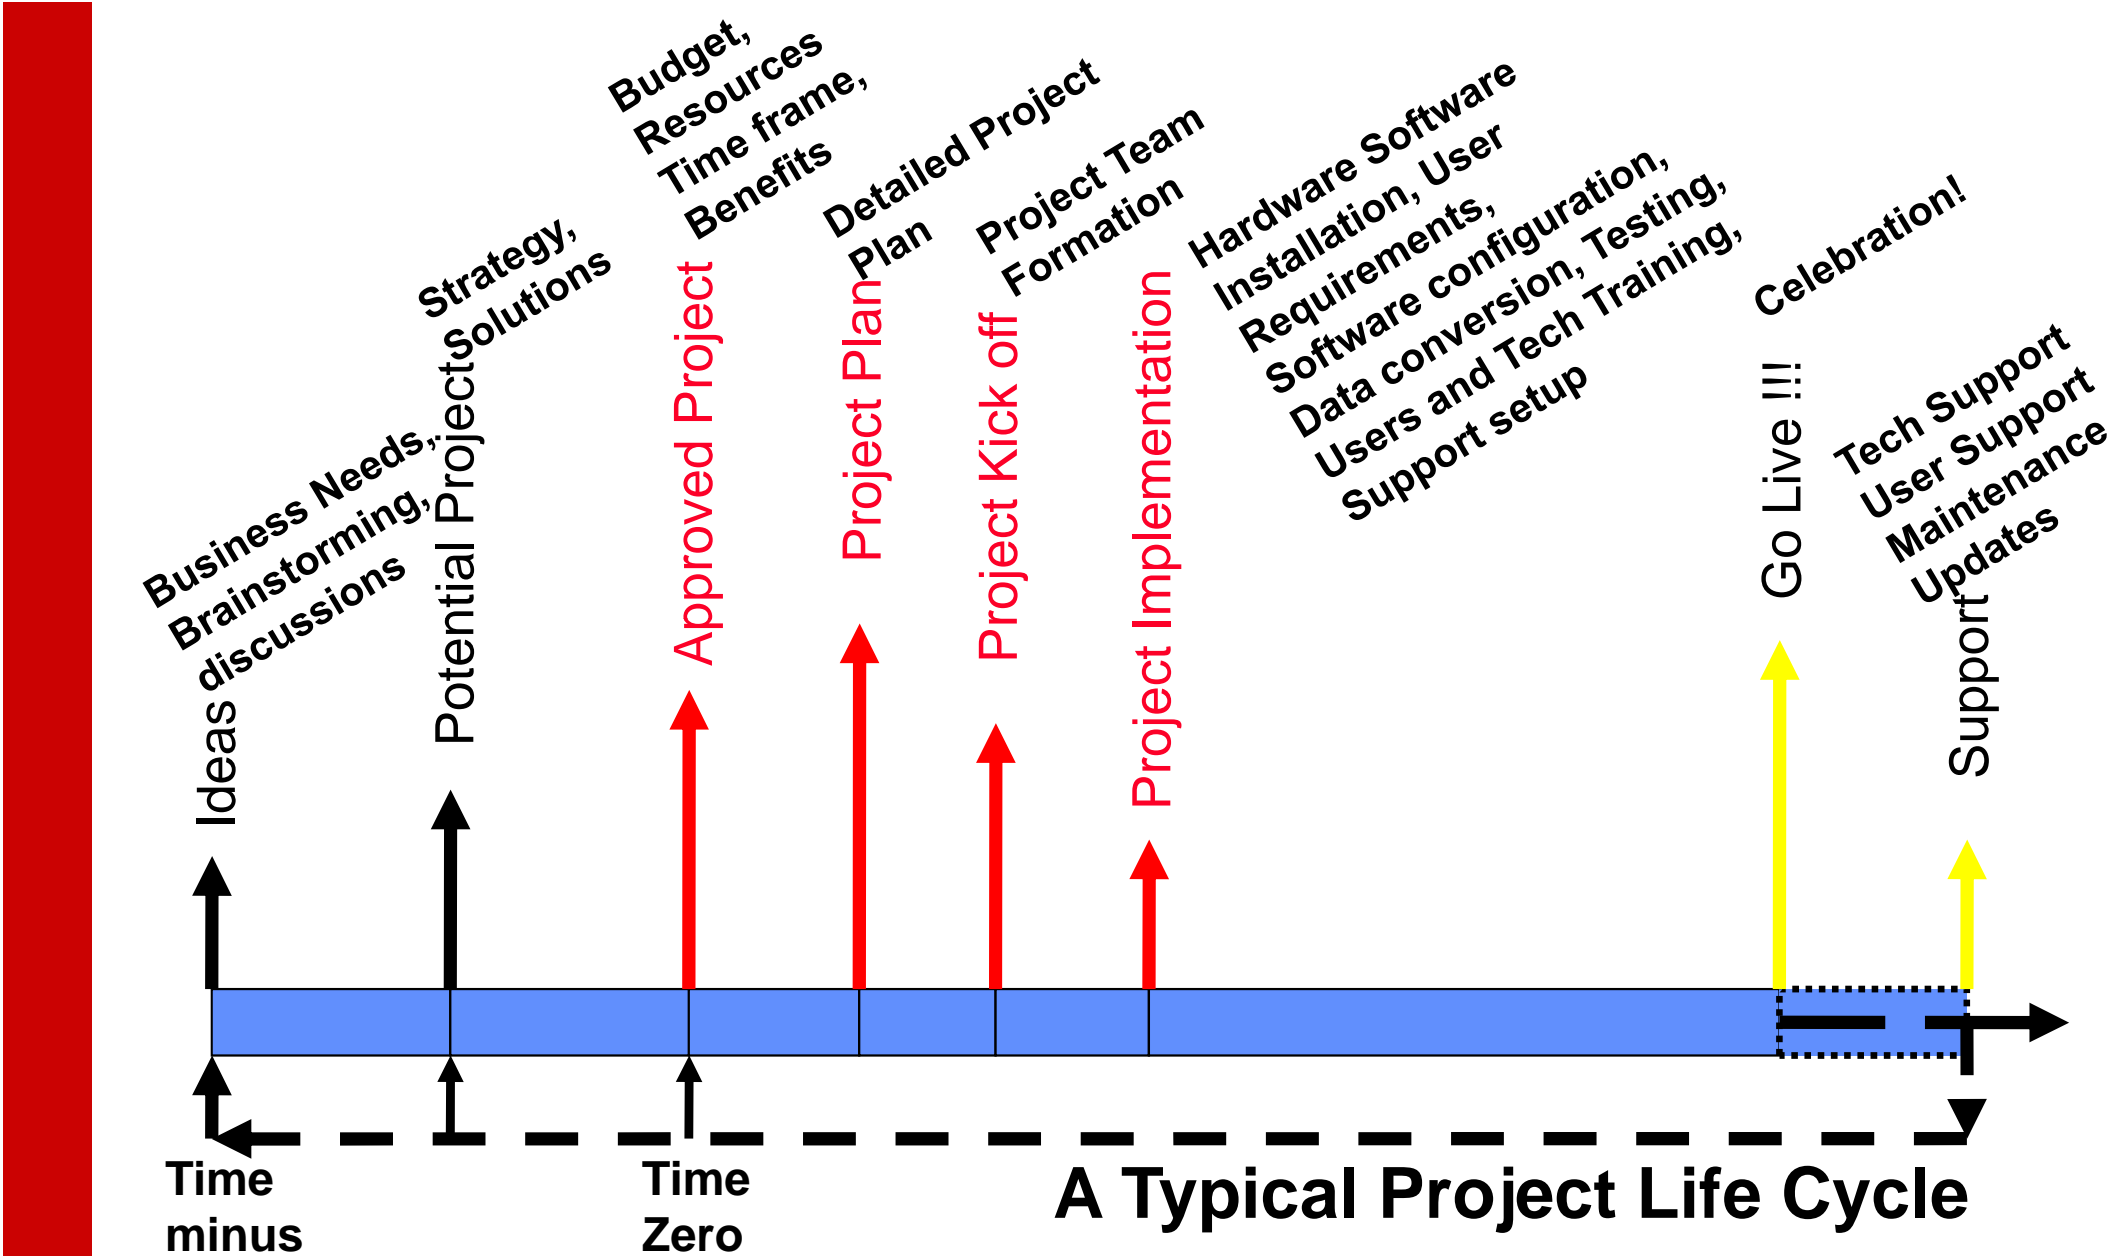 Business Needs,
Brainstorming,
discussions
Ideas
Strategy,
Solutions
Potential Projects
Budget,
Resources
Time frame,
Benefits
Approved Project
Detailed Project
Plan
Project Plan
Project Team
Formation
Project Kick off
Hardware Software
Installation, User
Requirements,
Software configuration,
Data conversion, Testing,
Users and Tech Training,
Support setup
Project Implementation
Celebration!
Go Live !!!
Tech Support
User Support
Maintenance
Updates
Support
Time
minus
Time
Zero
A Typical Project Life Cycle